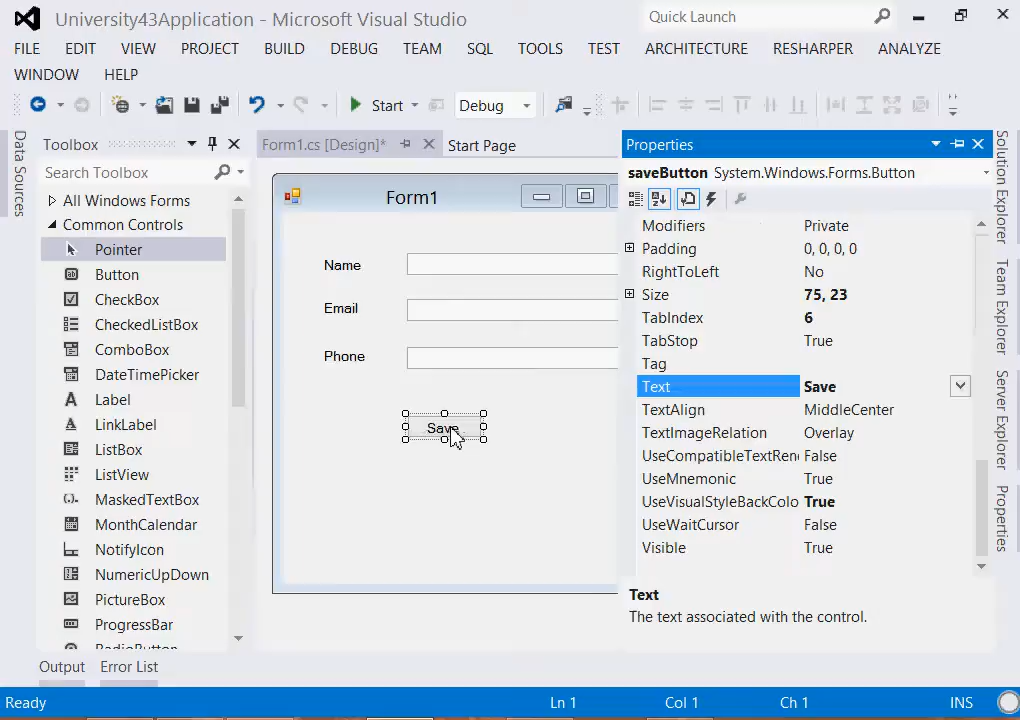 University43Application - Microsoft Visual Studio
Quick Launch
FILE EDIT VIEW PROJECT BUILD DEBUG TEAM SQL TOOLS TEST ARCHITECTURE RESHARPER ANALYZE
WINDOW HELP
Start Debug
Data Sources
Toolbox
Search Toolbox
All Windows Forms
Common Controls
Pointer
Button
CheckBox
CheckedListBox
ComboBox
DateTimePicker
Label
LinkLabel
ListBox
ListView
MaskedTextBox
MonthCalendar
NotifyIcon
NumericUpDown
PictureBox
ProgressBar
RadioButton
Form1.cs [Design]* Start Page
Form1
Name
Email
Phone
Save
Properties
saveButton System.Windows.Forms.Button
Modifiers Private
Padding 0, 0, 0, 0
RightToLeft No
Size 75, 23
TabIndex 6
TabStop True
Tag
Text Save
TextAlign MiddleCenter
TextImageRelation Overlay
UseCompatibleTextRen False
UseMnemonic True
UseVisualStyleBackColo True
UseWaitCursor False
Visible True
Text
The text associated with the control.
Solution Explorer
Team Explorer
Server Explorer
Properties
Output Error List
Ready Ln 1 Col 1 Ch 1 INS